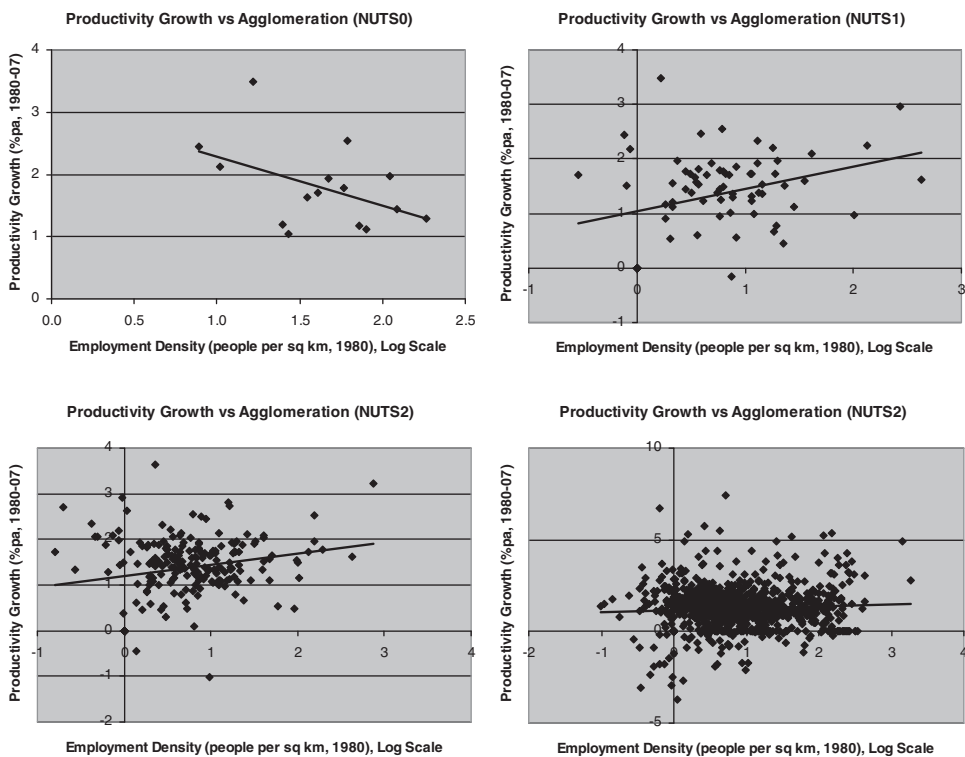 Productivity Growth vs Agglomeration (NUTS0)
Productivity Growth (%pa, 1980-07)
4
3
2
1
0
0.0 0.5 1.0 1.5 2.0 2.5
Employment Density (people per sq km, 1980), Log Scale
Productivity Growth vs Agglomeration (NUTS1)
Productivity Growth (%pa, 1980-07)
4
3
2
1
0
-1
-1 0 1 2 3
Employment Density (people per sq km, 1980), Log Scale
Productivity Growth vs Agglomeration (NUTS2)
Productivity Growth (%pa, 1980-07)
4
3
2
1
0
-1
-2
-1 0 1 2 3 4
Employment Density (people per sq km, 1980), Log Scale
Productivity Growth vs Agglomeration (NUTS2)
Productivity Growth (%pa, 1980-07)
10
5
0
-5
-2 -1 0 1 2 3 4
Employment Density (people per sq km, 1980), Log Scale